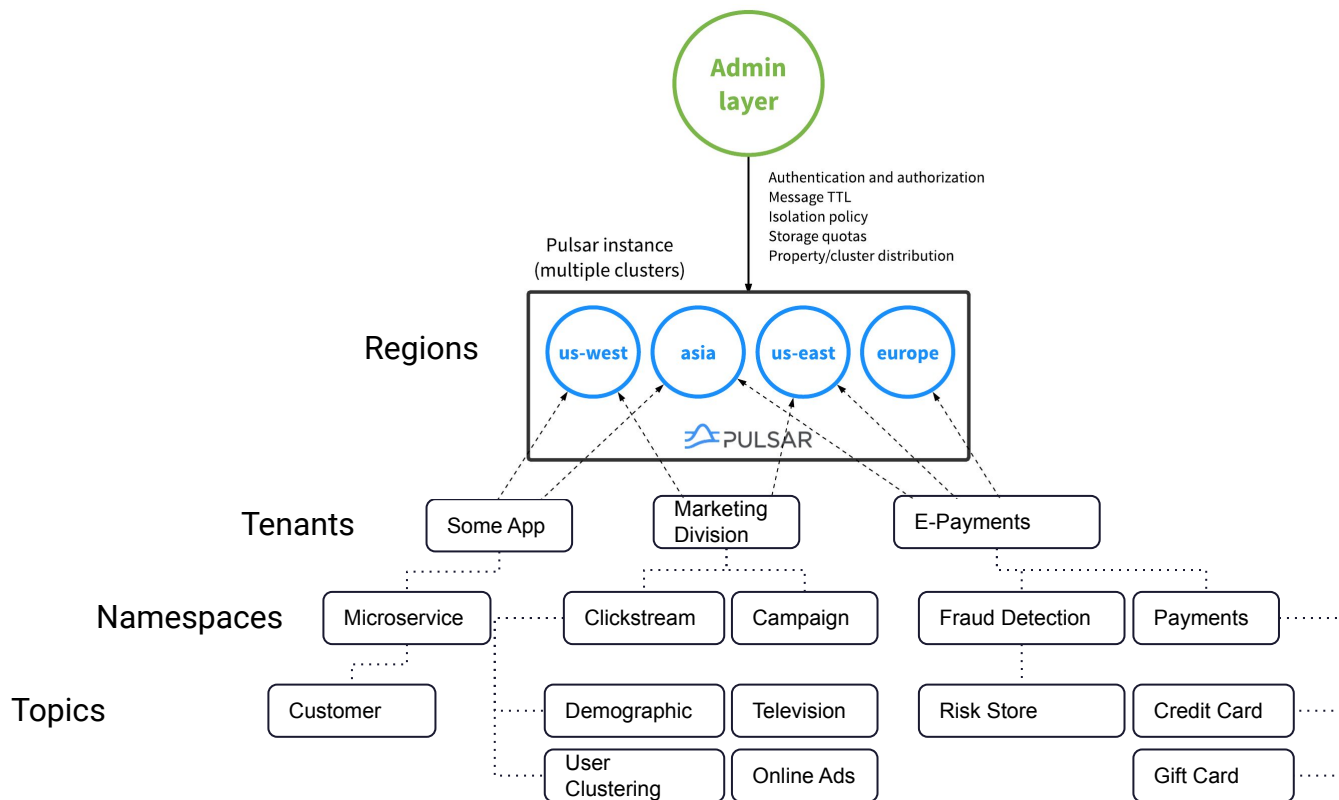 Admin
layer
Authentication and authorization
Message TTL
Isolation policy
Storage quotas
Property/cluster distribution
Pulsar instance
(multiple clusters)
Regions
us-west
asia
us-east
europe
PULSAR
Tenants
Some App
Marketing
Division
E-Payments
Namespaces
Microservice
Clickstream
Campaign
Fraud Detection
Payments
Topics
Customer
Demographic
Television
Risk Store
Credit Card
User
Clustering
Online Ads
Gift Card